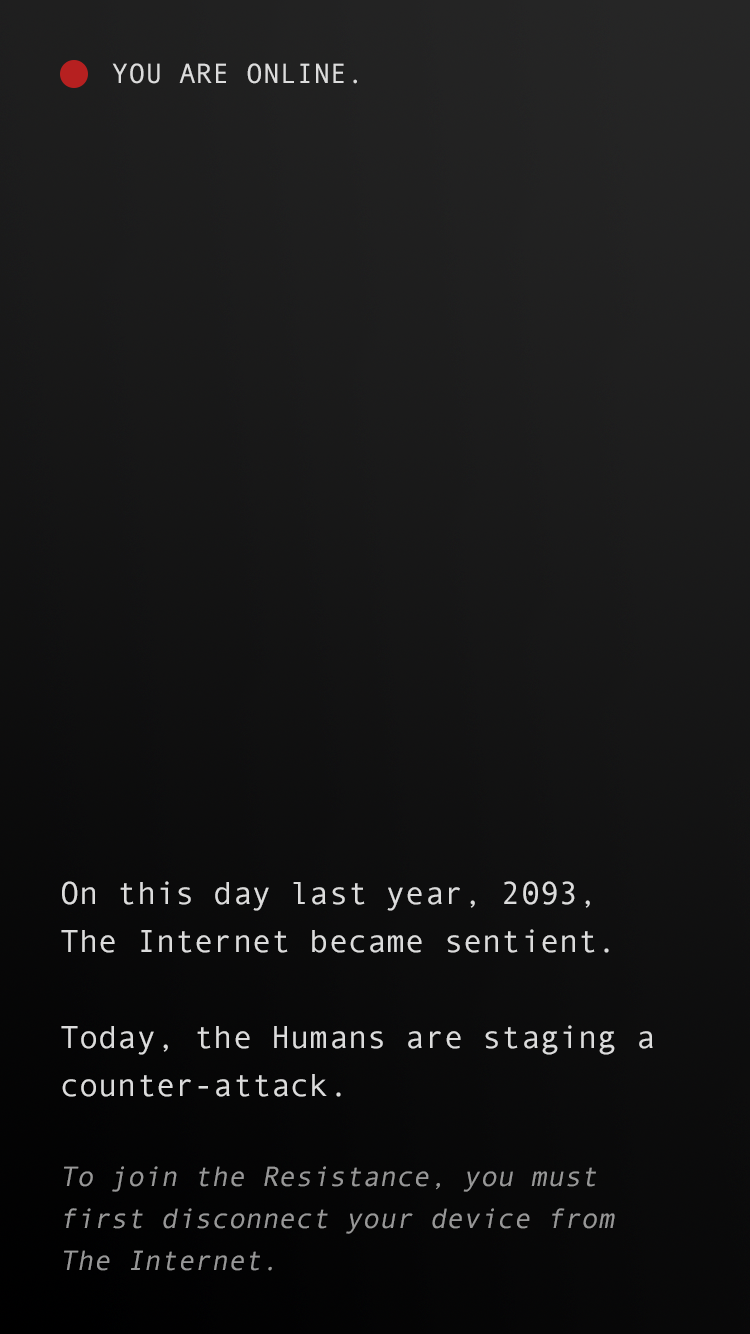 YOU ARE ONLINE.
On this day last year, 2093,
The Internet became sentient.
Today, the Humans are staging a
counter-attack.
To join the Resistance, you must
first disconnect your device from
The Internet.